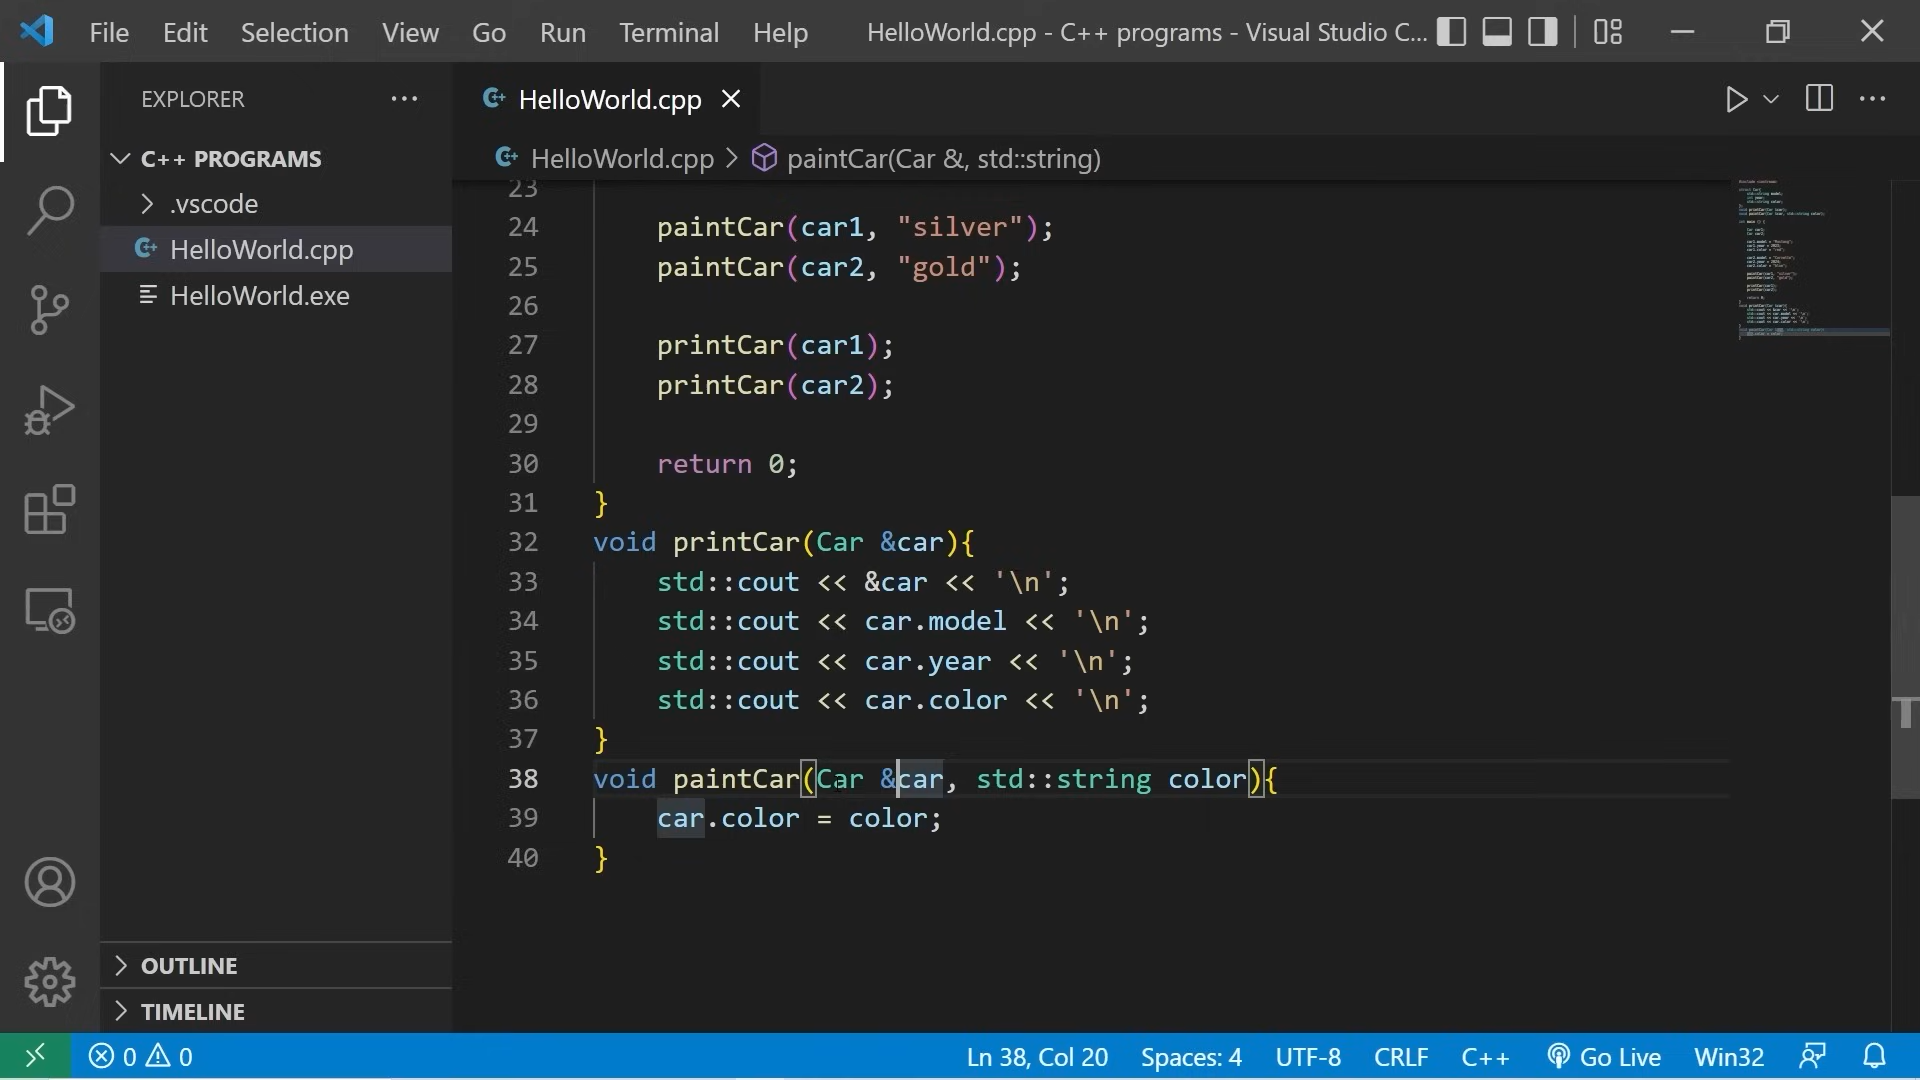 File Edit Selection View Go Run Terminal Help HelloWorld.cpp - C++ programs - Visual Studio C...
EXPLORER
C++ PROGRAMS
.vscode
HelloWorld.cpp
HelloWorld.exe
OUTLINE
TIMELINE
HelloWorld.cpp
HelloWorld.cpp > paintCar(Car &, std::string)
23
24 paintCar(car1, "silver");
25 paintCar(car2, "gold");
26
27 printCar(car1);
28 printCar(car2);
29
30 return 0;
31 }
32 void printCar(Car &car){
33 std::cout << &car << '\n';
34 std::cout << car.model << '\n';
35 std::cout << car.year << '\n';
36 std::cout << car.color << '\n';
37 }
38 void paintCar(Car &car, std::string color){
39 car.color = color;
40 }
0 0 Ln 38, Col 20 Spaces: 4 UTF-8 CRLF C++ Go Live Win32